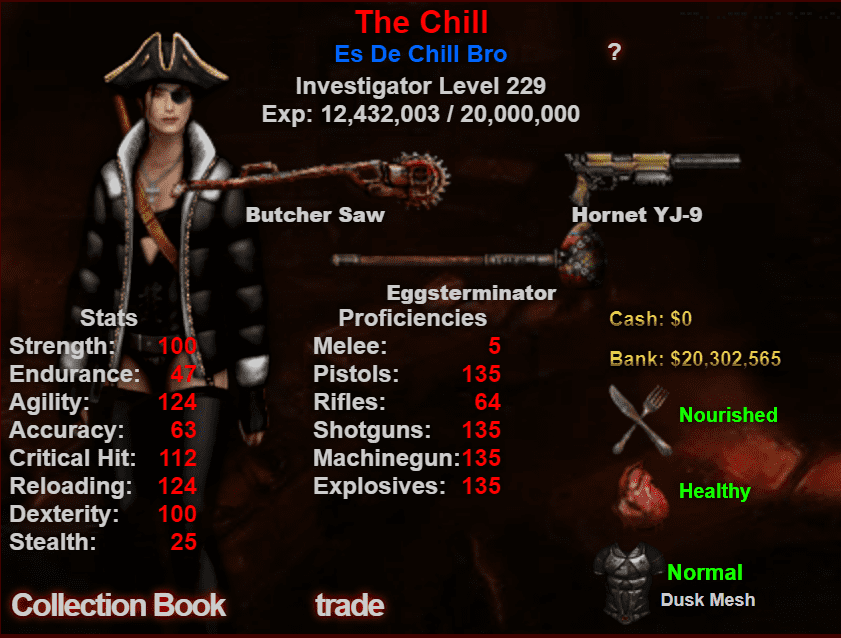 The Chill
Es De Chill Bro
?
Investigator Level 229
Exp: 12,432,003 / 20,000,000
Butcher Saw
Hornet YJ-9
Eggsterminator
Stats
Strength: 100
Endurance: 47
Agility: 124
Accuracy: 63
Critical Hit: 112
Reloading: 124
Dexterity: 100
Stealth: 25
Proficiencies
Melee: 5
Pistols: 135
Rifles: 64
Shotguns: 135
Machinegun: 135
Explosives: 135
Cash: $0
Bank: $20,302,565
Nourished
Healthy
Normal
Dusk Mesh
Collection Book
trade